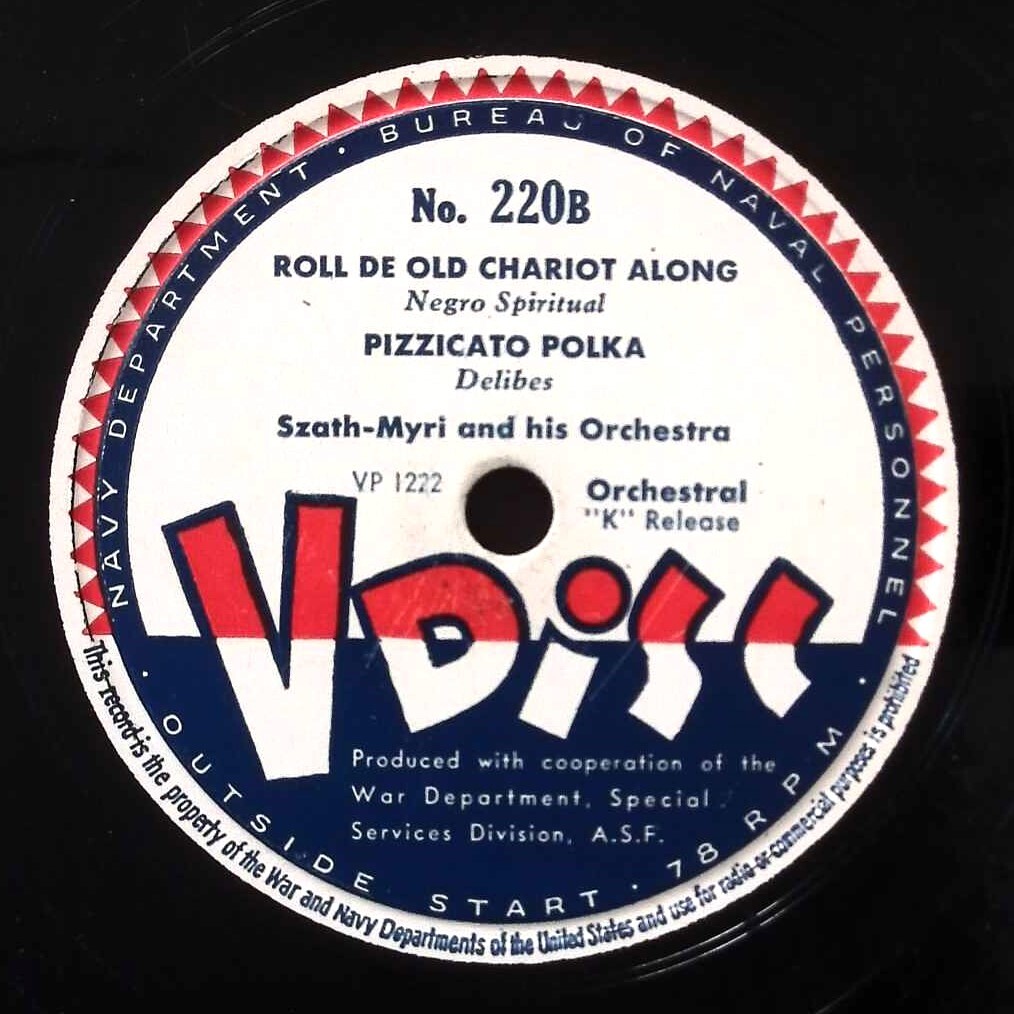 NAVY DEPARTMENT · BUREAU OF NAVAL PERSONNEL
No. 220B
ROLL DE OLD CHARIOT ALONG
Negro Spiritual
PIZZICATO POLKA
Delibes
Szath-Myri and his Orchestra
VP 1222
Orchestral
"K" Release
V DiSC
Produced with cooperation of the
War Department, Special
Services Division, A.S.F.
· OUTSIDE START · 78 RPM ·
This record is the property of the War and Navy Departments of the United States and use for radio or commercial purposes is prohibited